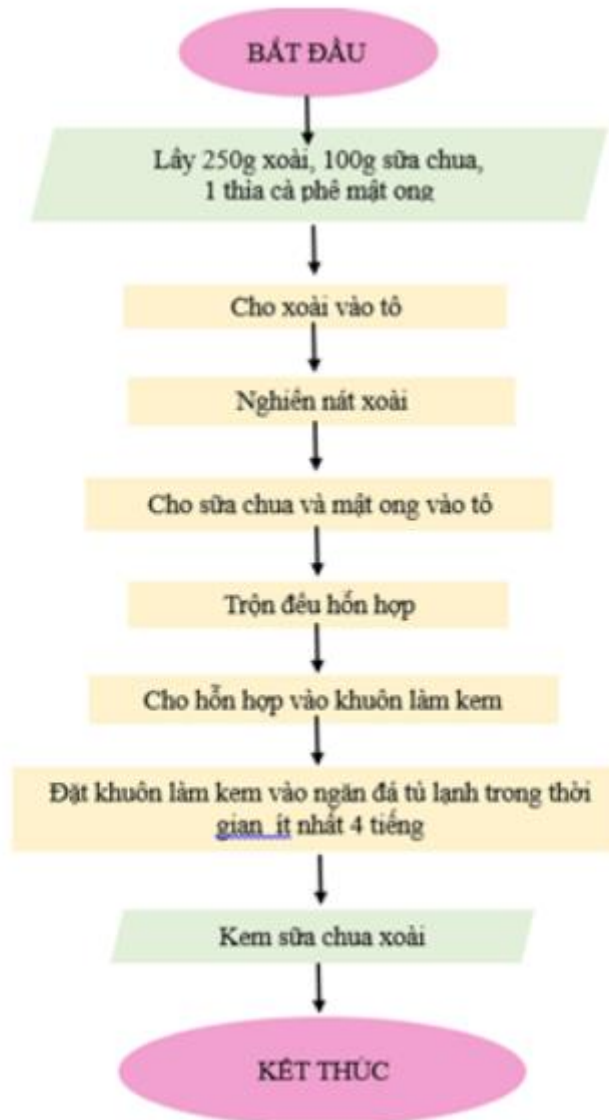 BẮT ĐẦU
Lấy 250g xoài, 100g sữa chua,
1 thìa cà phê mật ong
Cho xoài vào tô
Nghiền nát xoài
Cho sữa chua và mật ong vào tô
Trộn đều hỗn hợp
Cho hỗn hợp vào khuôn làm kem
Đặt khuôn làm kem vào ngăn đá tủ lạnh trong thời
gian ít nhất 4 tiếng
Kem sữa chua xoài
KẾT THÚC